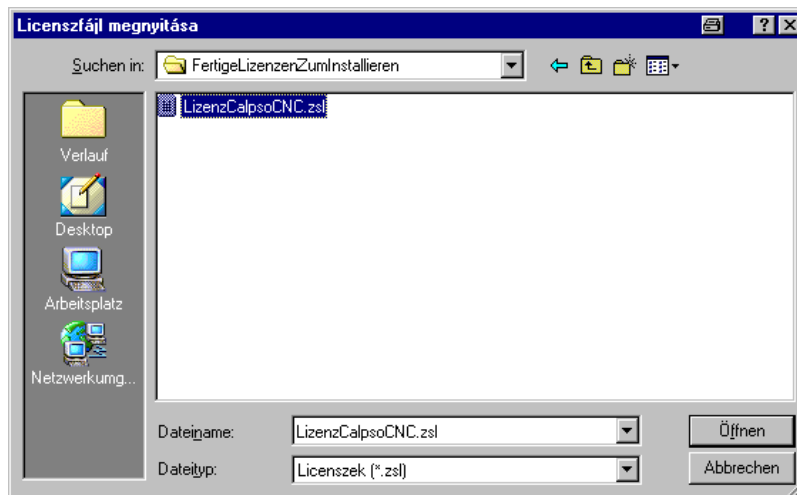 Licenszfájl megnyitása
Suchen in: FertigeLizenzenZumInstallieren
LizenzCalpsoCNC.zsl
Verlauf
Desktop
Arbeitsplatz
Netzwerkumg...
Dateiname: LizenzCalpsoCNC.zsl Öffnen
Dateityp: Licenszek (*.zsl) Abbrechen